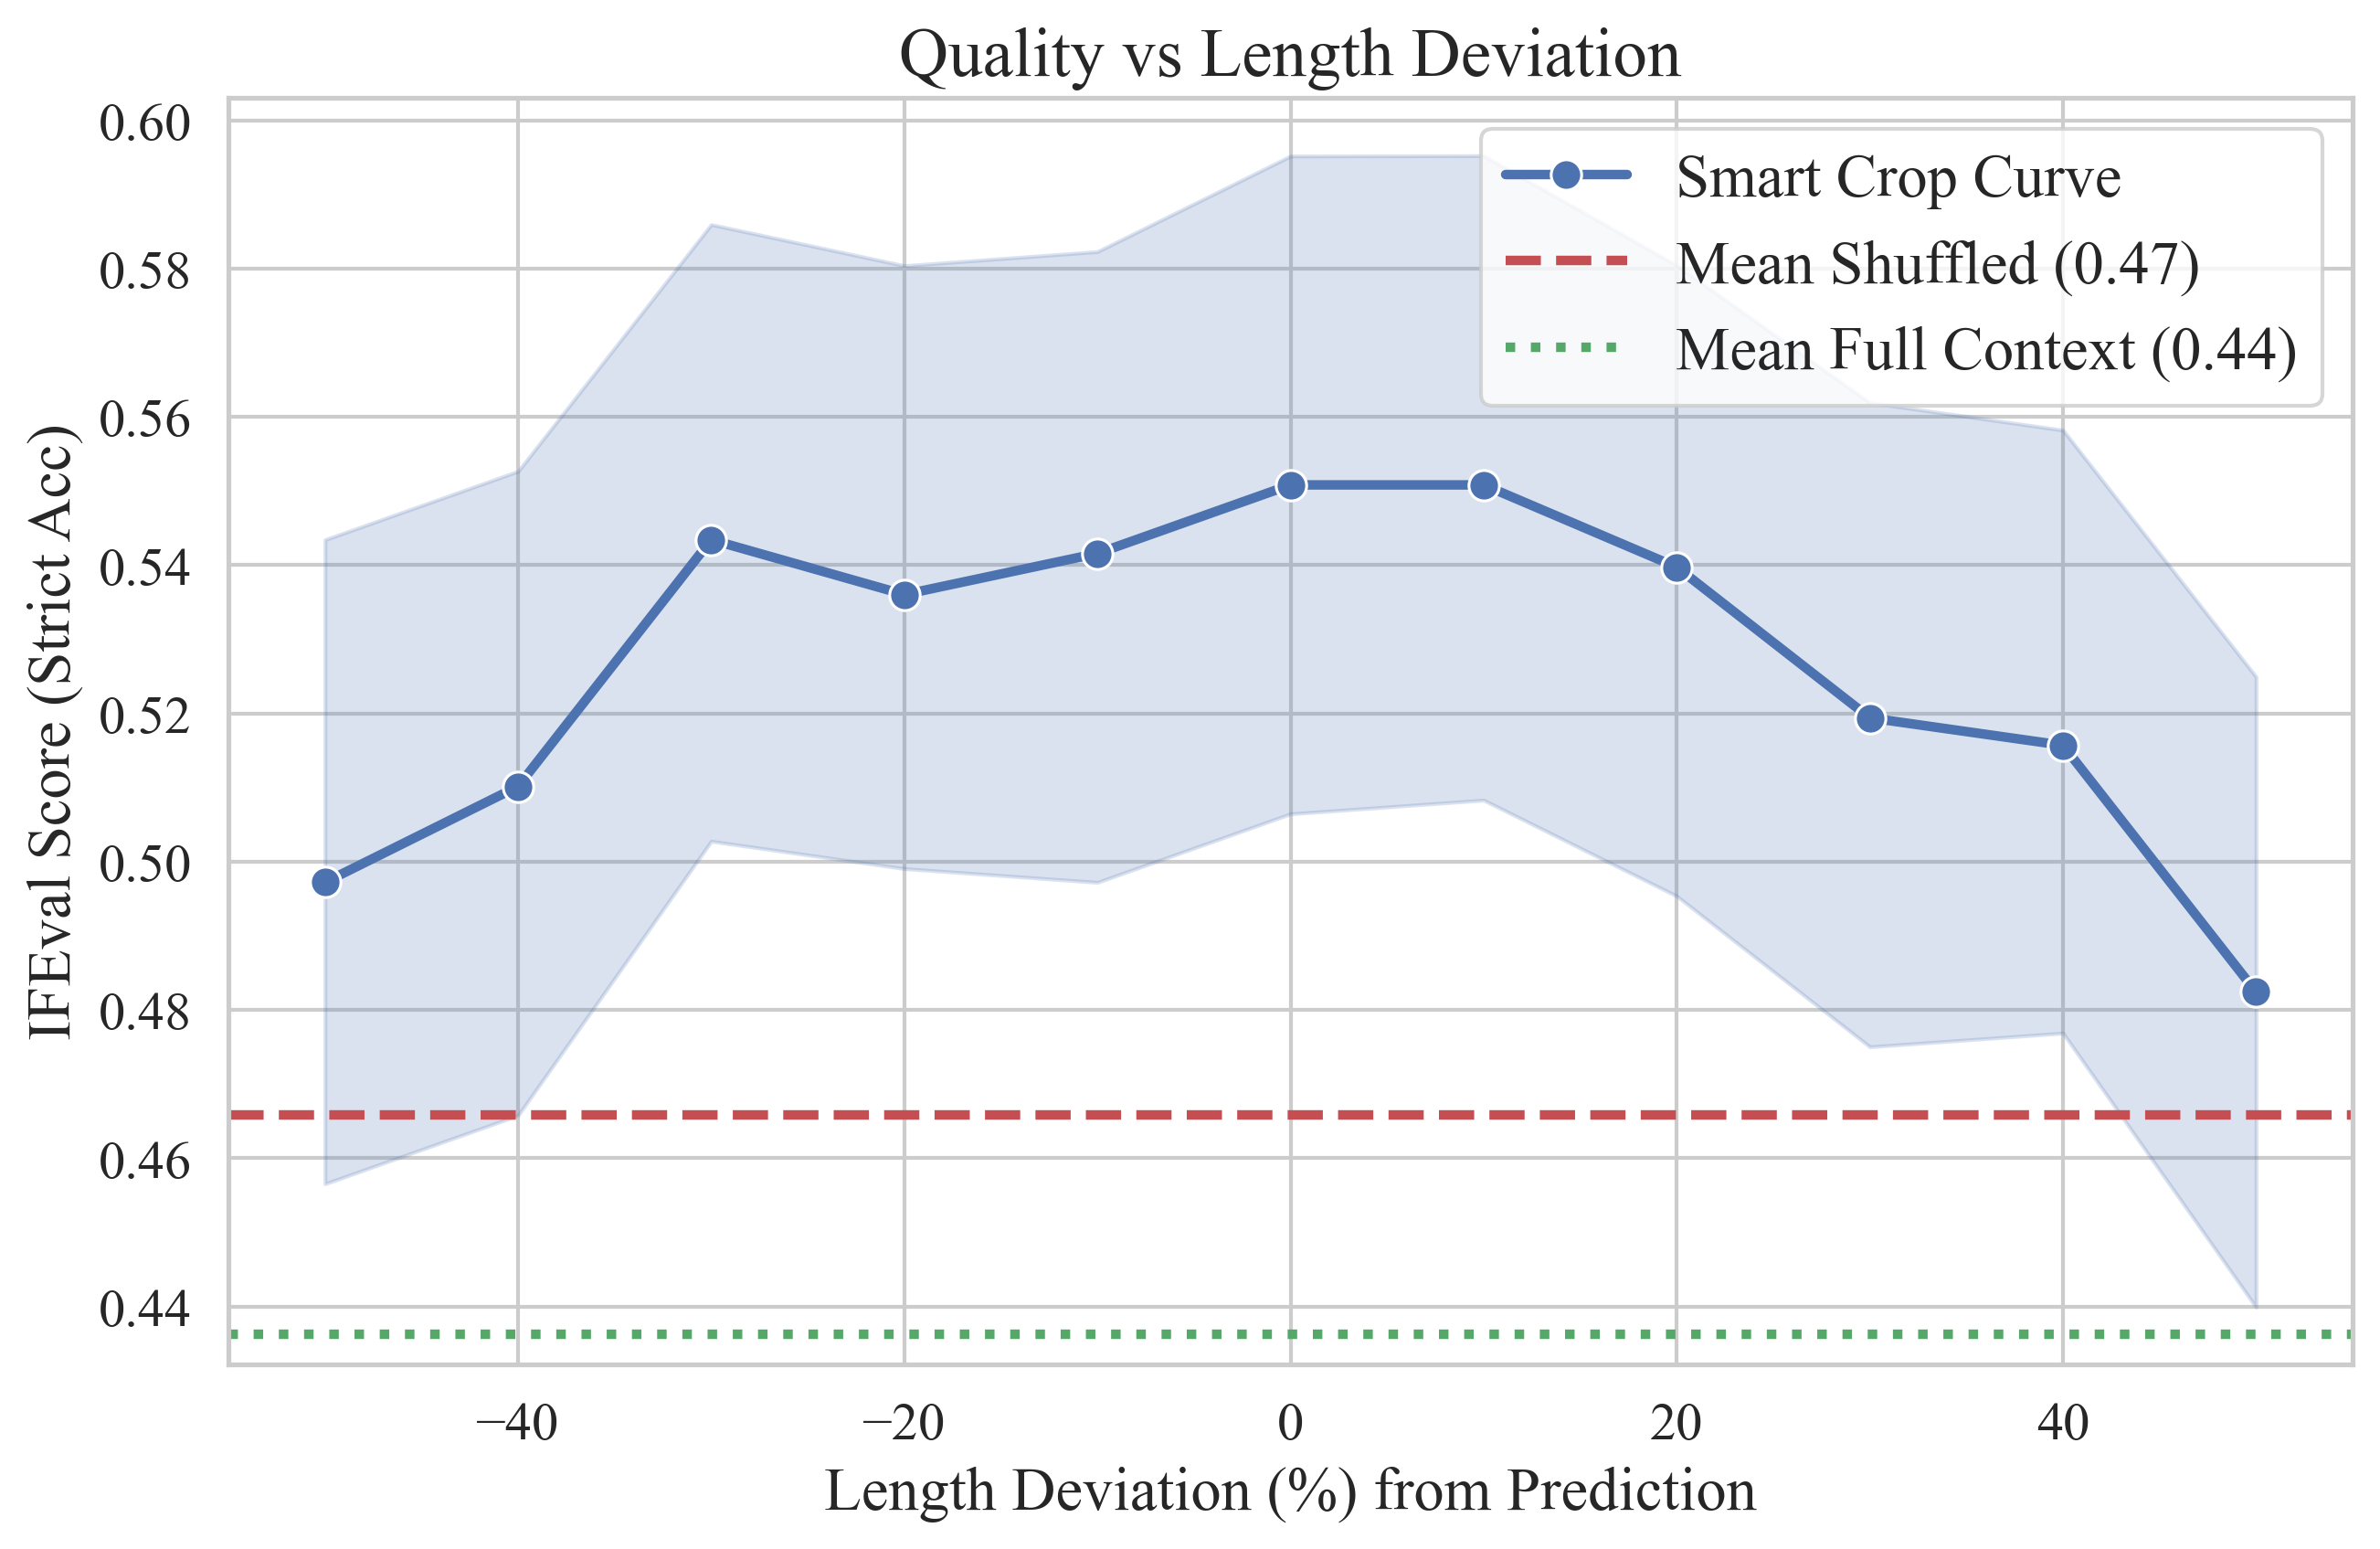 Quality vs Length Deviation
0.60
0.58
0.56
0.54
0.52
0.50
0.48
0.46
0.44
IFEval Score (Strict Acc)
Smart Crop Curve
Mean Shuffled (0.47)
Mean Full Context (0.44)
−40
−20
0
20
40
Length Deviation (%) from Prediction